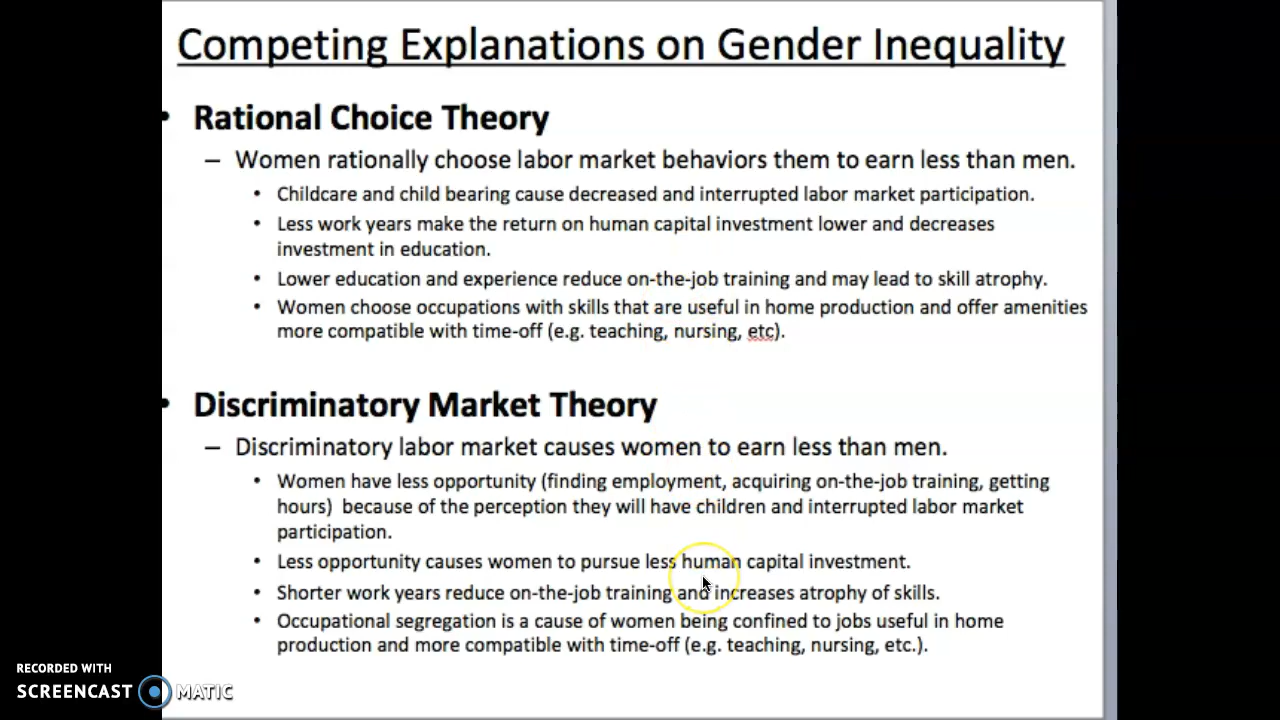 Competing Explanations on Gender Inequality
• Rational Choice Theory
– Women rationally choose labor market behaviors them to earn less than men.
• Childcare and child bearing cause decreased and interrupted labor market participation.
• Less work years make the return on human capital investment lower and decreases
investment in education.
• Lower education and experience reduce on-the-job training and may lead to skill atrophy.
• Women choose occupations with skills that are useful in home production and offer amenities
more compatible with time-off (e.g. teaching, nursing, etc).
• Discriminatory Market Theory
– Discriminatory labor market causes women to earn less than men.
• Women have less opportunity (finding employment, acquiring on-the-job training, getting
hours) because of the perception they will have children and interrupted labor market
participation.
• Less opportunity causes women to pursue less human capital investment.
• Shorter work years reduce on-the-job training and increases atrophy of skills.
• Occupational segregation is a cause of women being confined to jobs useful in home
production and more compatible with time-off (e.g. teaching, nursing, etc.).
RECORDED WITH
SCREENCAST MATIC